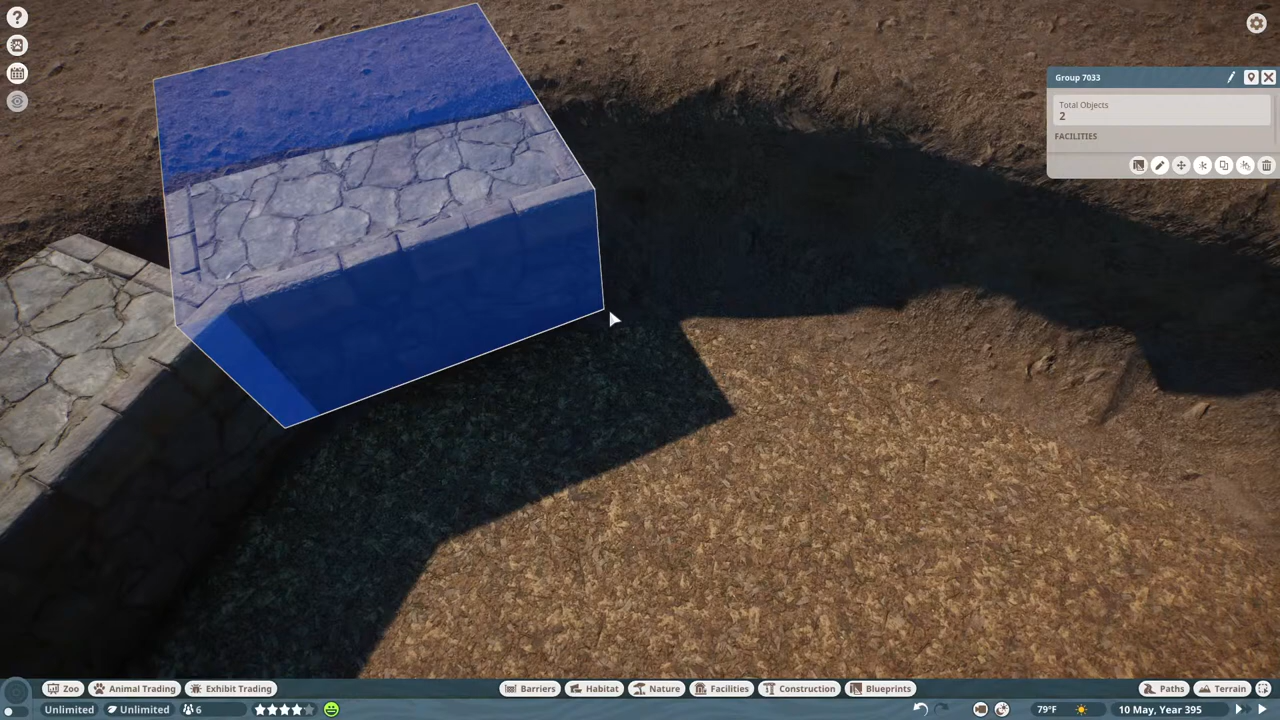 ?
Group 7033
Total Objects
2
FACILITIES
Zoo
Animal Trading
Exhibit Trading
Barriers
Habitat
Nature
Facilities
Construction
Blueprints
Paths
Terrain
Unlimited
Unlimited
6
79°F
10 May, Year 395